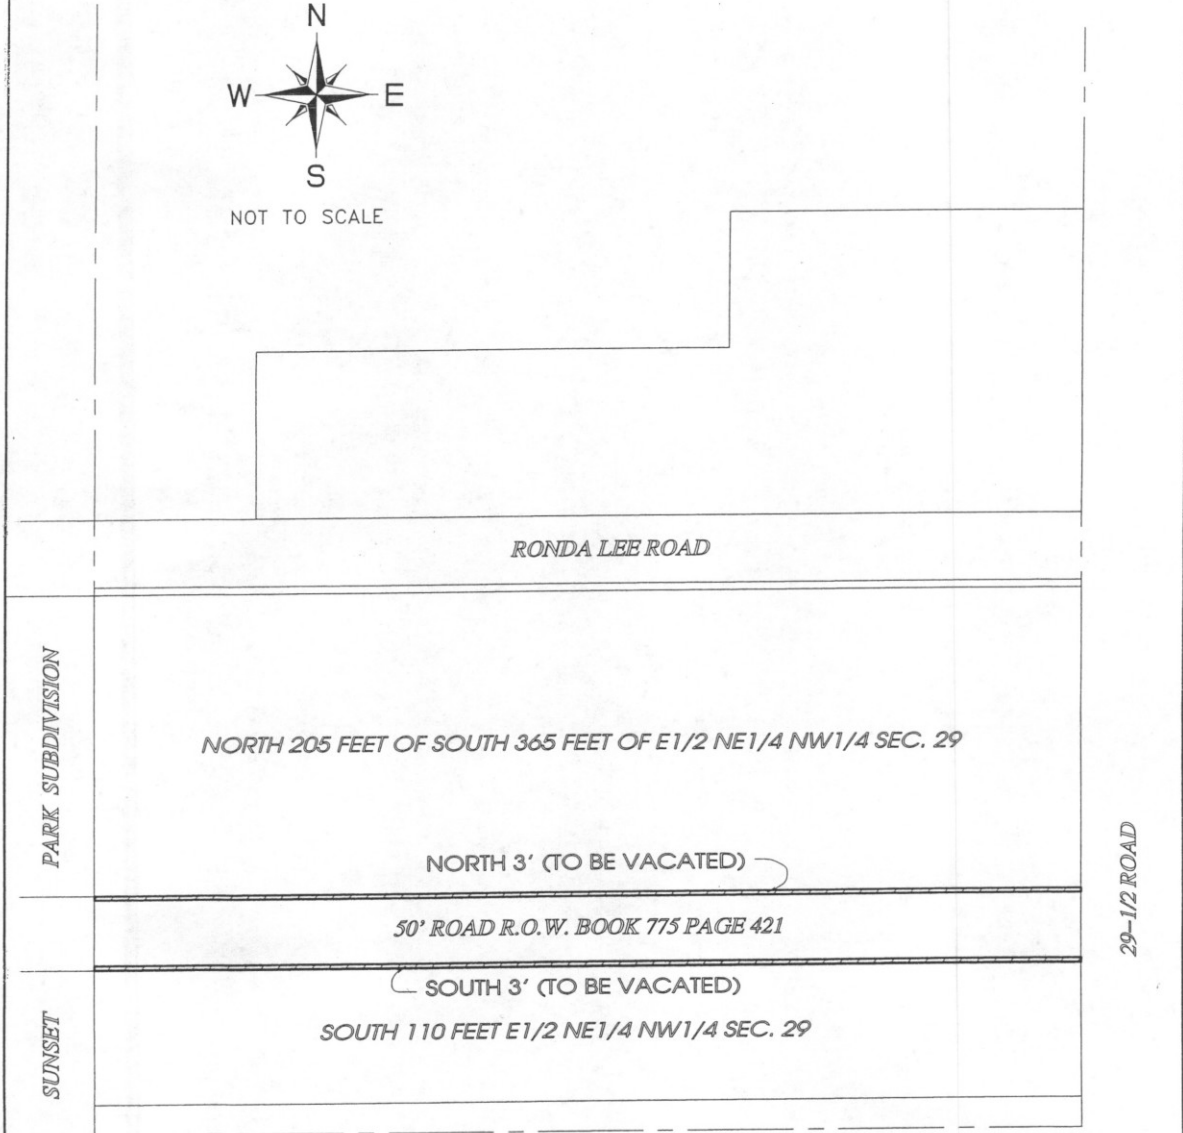 N
W E
S
NOT TO SCALE
RONDA LEE ROAD
PARK SUBDIVISION
NORTH 205 FEET OF SOUTH 365 FEET OF E1/2 NE1/4 NW1/4 SEC. 29
NORTH 3' (TO BE VACATED)
50' ROAD R.O.W. BOOK 775 PAGE 421
29-1/2 ROAD
SOUTH 3' (TO BE VACATED)
SUNSET
SOUTH 110 FEET E1/2 NE1/4 NW1/4 SEC. 29